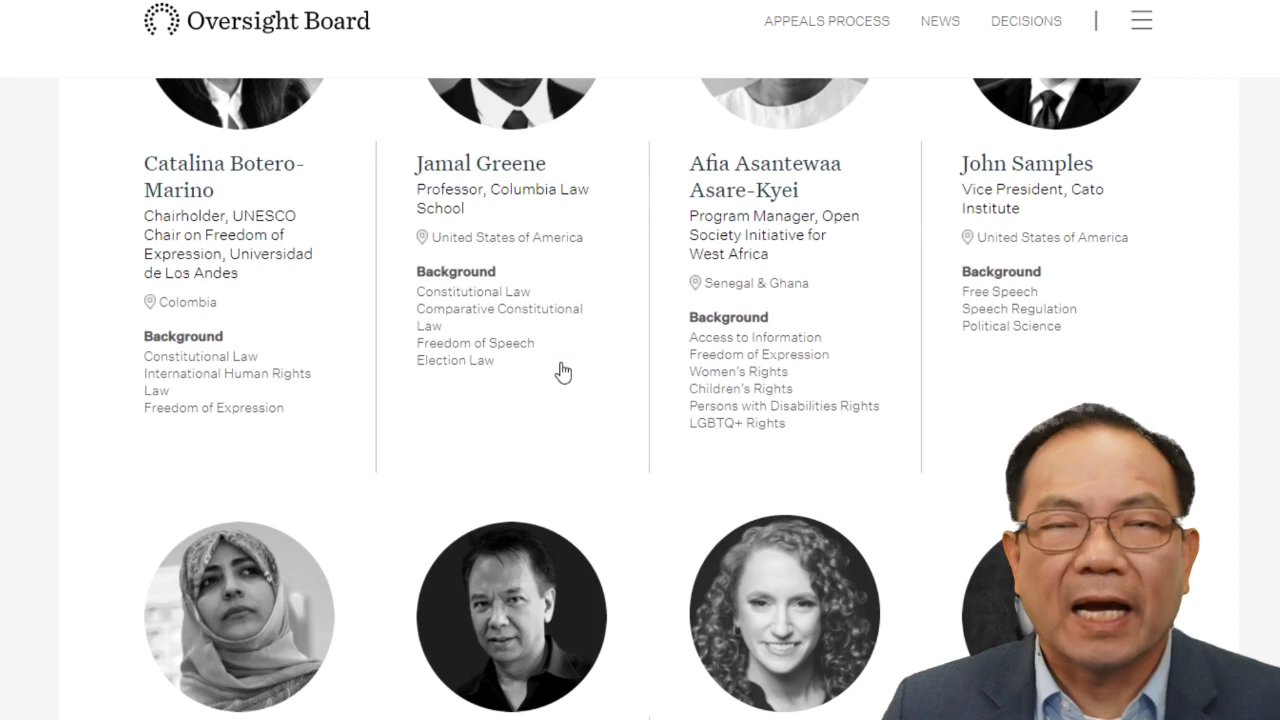 Oversight Board
APPEALS PROCESS
NEWS
DECISIONS
Catalina Botero-
Marino
Chairholder, UNESCO
Chair on Freedom of
Expression, Universidad
de Los Andes
Colombia
Background
Constitutional Law
International Human Rights
Law
Freedom of Expression
Jamal Greene
Professor, Columbia Law
School
United States of America
Background
Constitutional Law
Comparative Constitutional
Law
Freedom of Speech
Election Law
Afia Asantewaa
Asare-Kyei
Program Manager, Open
Society Initiative for
West Africa
Senegal & Ghana
Background
Access to Information
Freedom of Expression
Women's Rights
Children's Rights
Persons with Disabilities Rights
LGBTQ+ Rights
John Samples
Vice President, Cato
Institute
United States of America
Background
Free Speech
Speech Regulation
Political Science